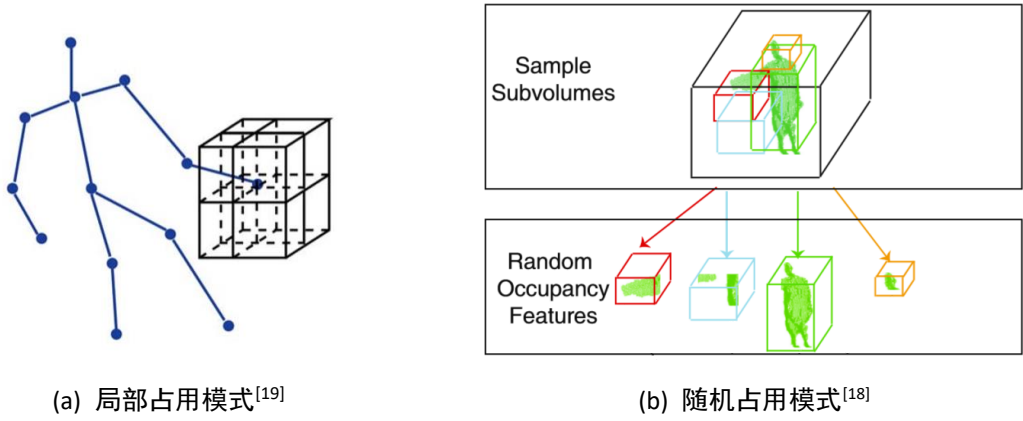 Sample
Subvolumes
Random
Occupancy
Features
(a) 局部占用模式[19]
(b) 随机占用模式[18]